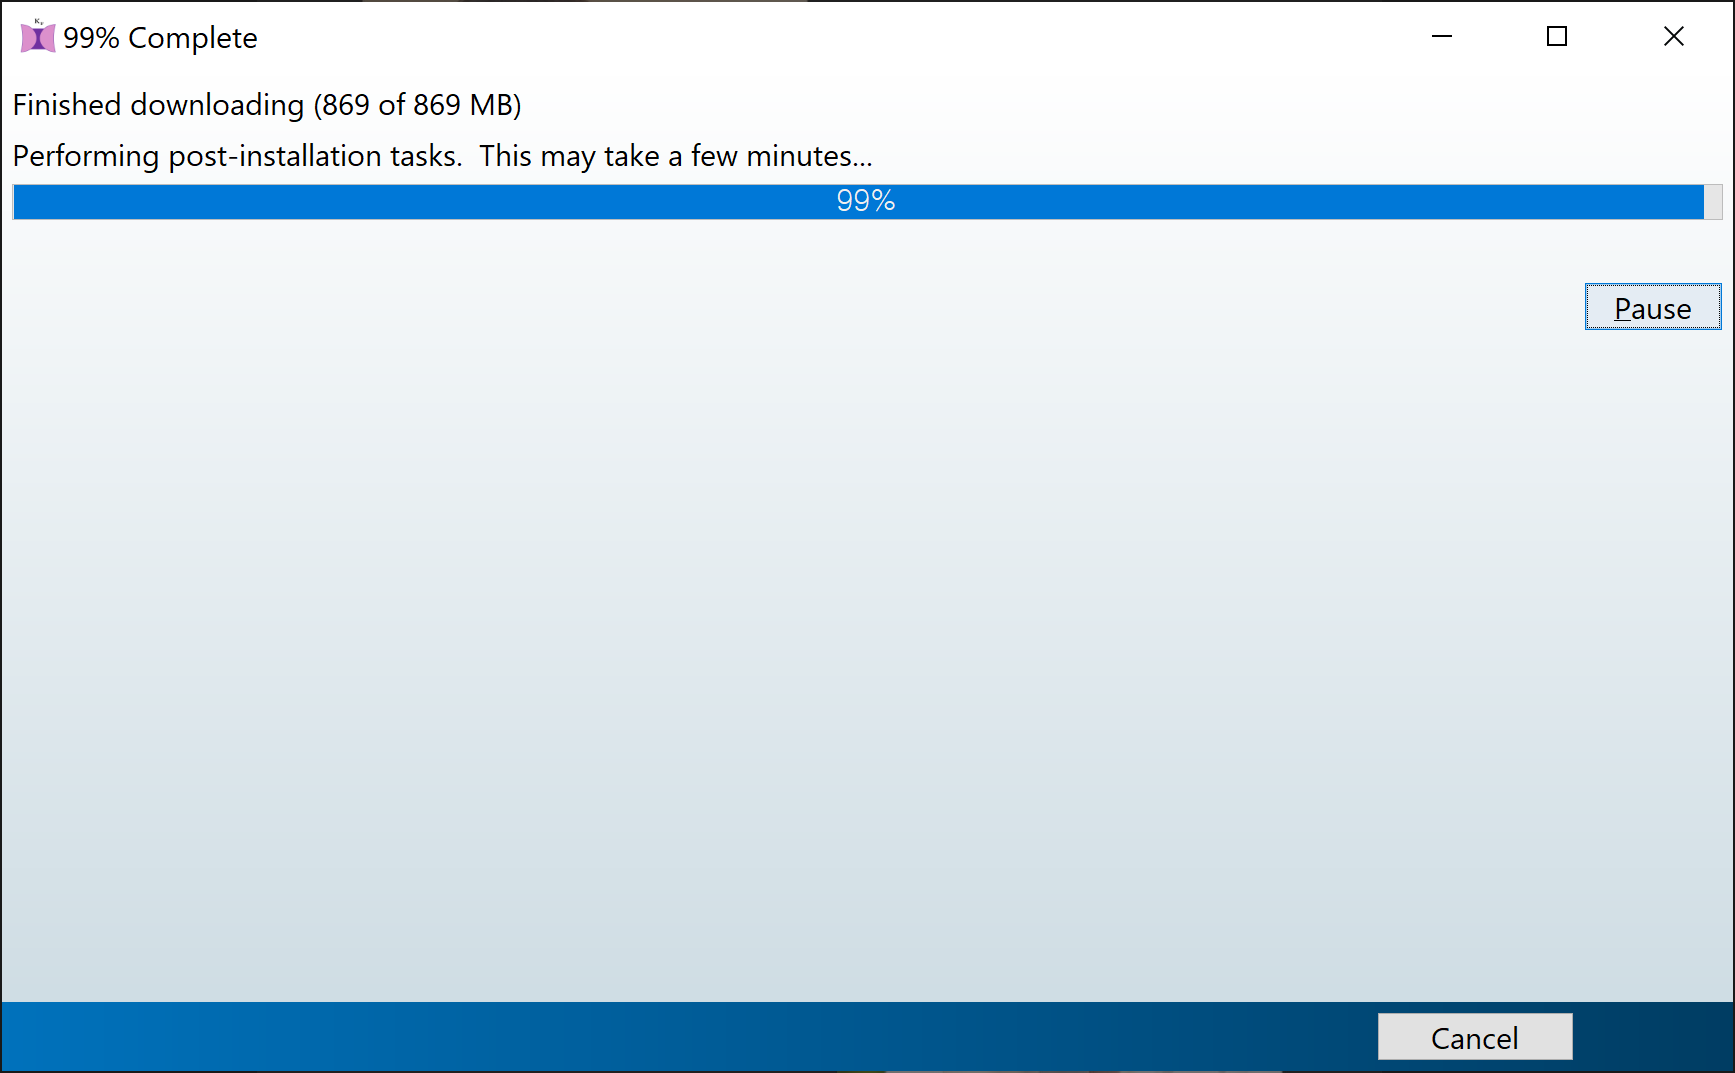 99% Complete
Finished downloading (869 of 869 MB)
Performing post-installation tasks.  This may take a few minutes...
99%
Pause
Cancel